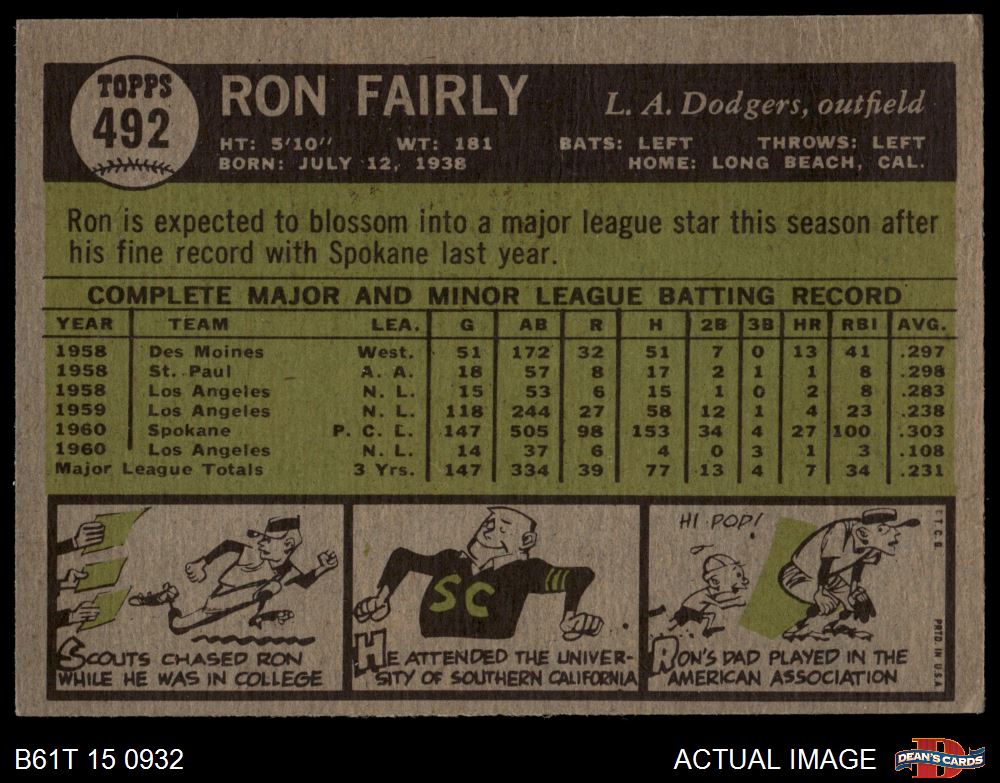 TOPPS
492
RON FAIRLY
L. A. Dodgers, outfield
HT: 5'10" WT: 181 BATS: LEFT THROWS: LEFT
BORN: JULY 12, 1938 HOME: LONG BEACH, CAL.
Ron is expected to blossom into a major league star this season after
his fine record with Spokane last year.
COMPLETE MAJOR AND MINOR LEAGUE BATTING RECORD
YEAR TEAM LEA. G AB R H 2B 3B HR RBI AVG.
1958 Des Moines West. 51 172 32 51 7 0 13 41 .297
1958 St. Paul A. A. 18 57 8 17 2 1 1 8 .298
1958 Los Angeles N. L. 15 53 6 15 1 0 2 8 .283
1959 Los Angeles N. L. 118 244 27 58 12 1 4 23 .238
1960 Spokane P. C. L. 147 505 98 153 34 4 27 100 .303
1960 Los Angeles N. L. 14 37 6 4 0 3 1 3 .108
Major League Totals 3 Yrs. 147 334 39 77 13 4 7 34 .231
SCOUTS CHASED RON
WHILE HE WAS IN COLLEGE
SC
HE ATTENDED THE UNIVER-
SITY OF SOUTHERN CALIFORNIA
HI POP!
RON'S DAD PLAYED IN THE
AMERICAN ASSOCIATION
© T. C. G. PRTD. IN U.S.A.
B61T 15 0932
ACTUAL IMAGE
D
DEAN'S CARDS